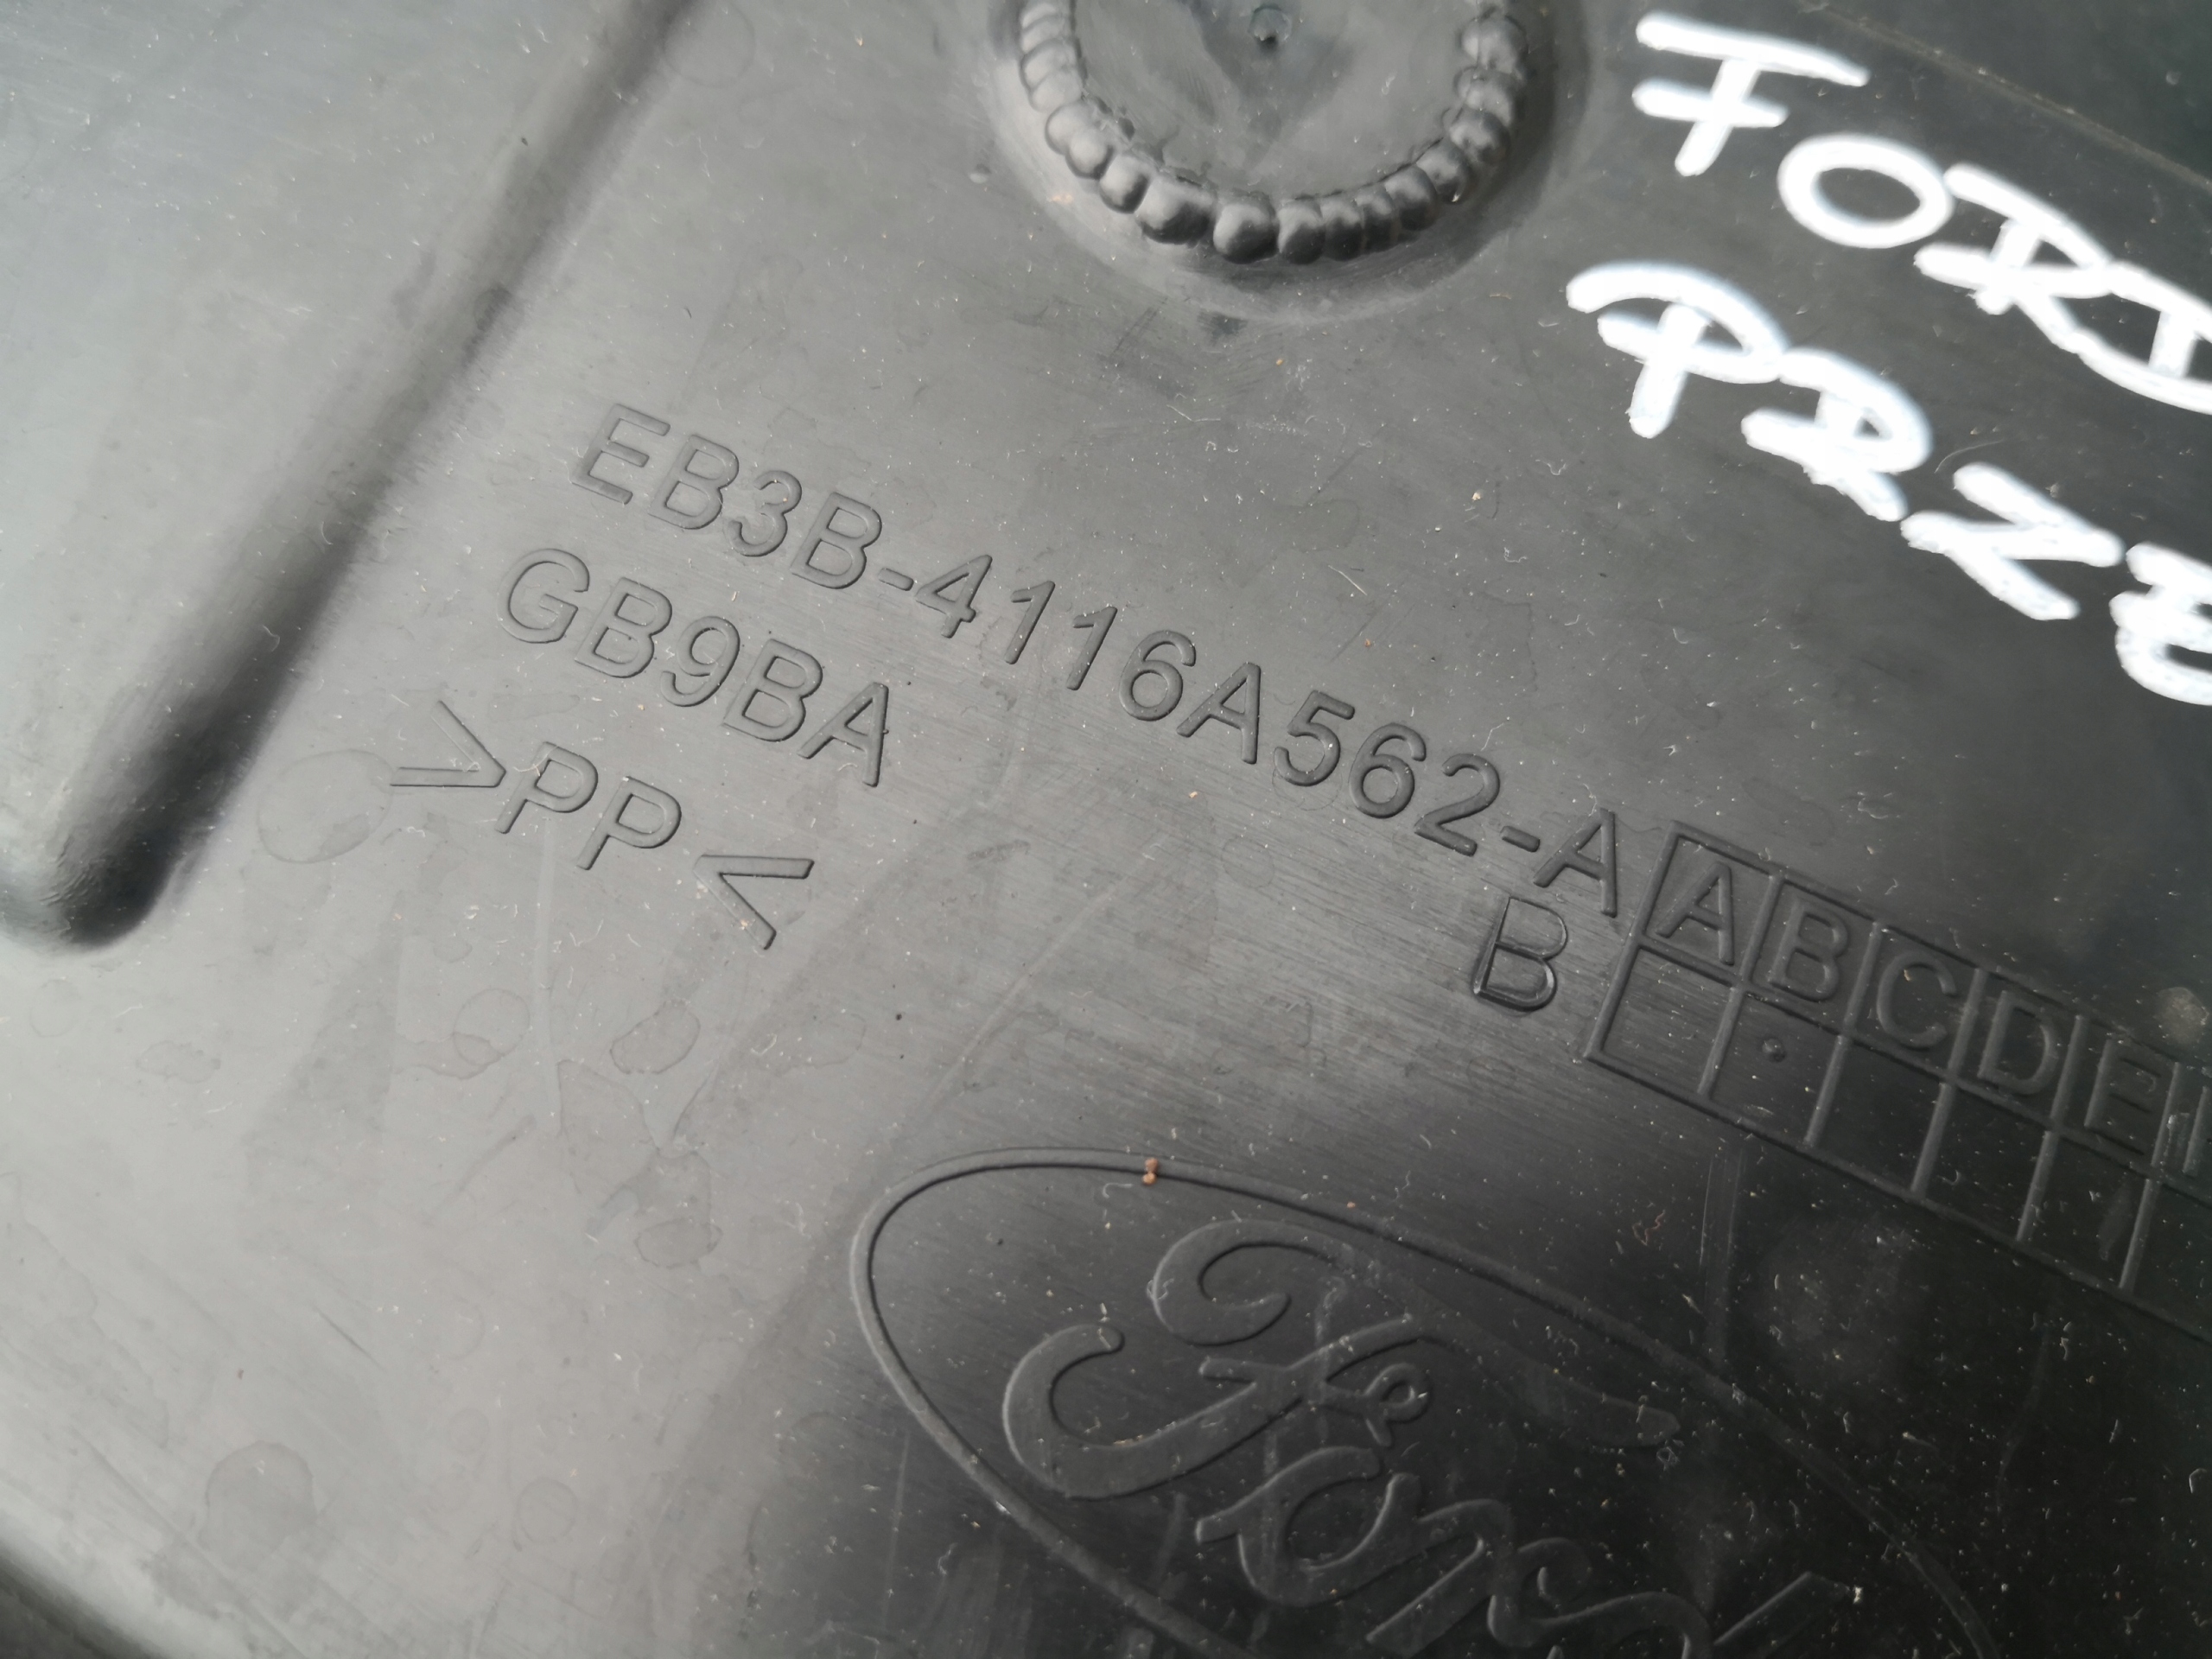 FORD
PRZE
EB3B-4116A562-A
GB9BA
>PP<
B
A B C D E
Ford